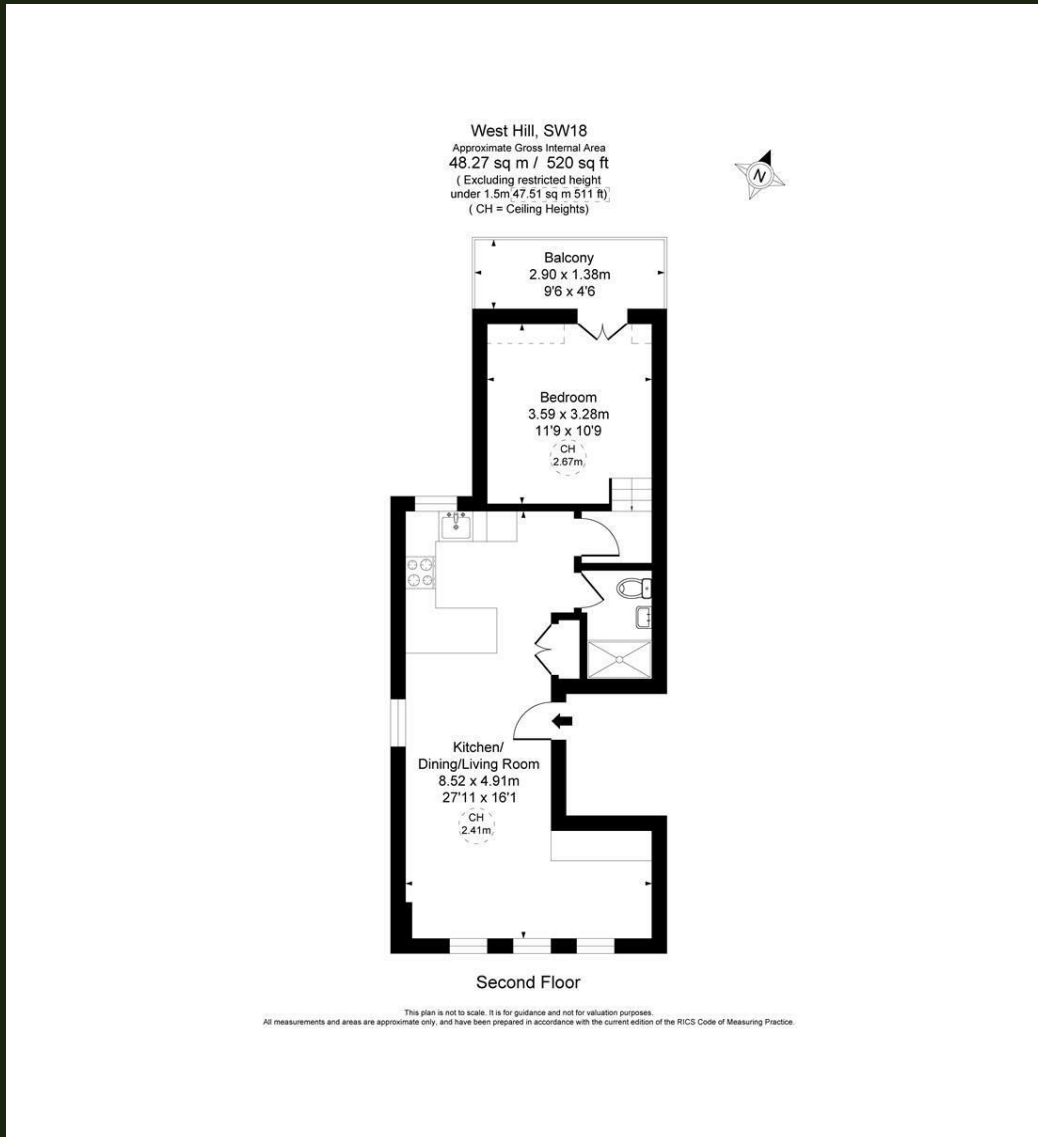 West Hill, SW18
Approximate Gross Internal Area
48.27 sq m / 520 sq ft
( Excluding restricted height
under 1.5m 47.51 sq m 511 ft)
( CH = Ceiling Heights)
N
Balcony
2.90 x 1.38m
9'6 x 4'6
Bedroom
3.59 x 3.28m
11'9 x 10'9
CH
2.67m
Kitchen/
Dining/Living Room
8.52 x 4.91m
27'11 x 16'1
CH
2.41m
Second Floor
This plan is not to scale. It is for guidance and not for valuation purposes.
All measurements and areas are approximate only, and have been prepared in accordance with the current edition of the RICS Code of Measuring Practice.